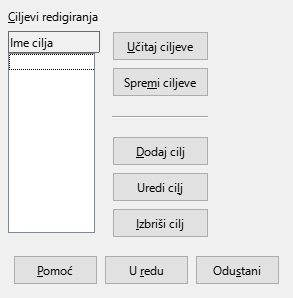 Ciljevi redigiranja
Ime cilja
Učitaj ciljeve
Spremi ciljeve
Dodaj cilj
Uredi cilj
Izbriši cilj
Pomoć
U redu
Odustani